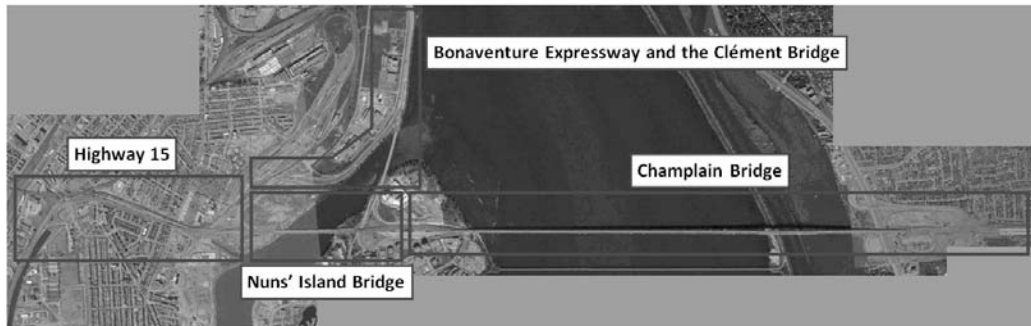 Bonaventure Expressway and the Clément Bridge
Highway 15
Champlain Bridge
Nuns' Island Bridge